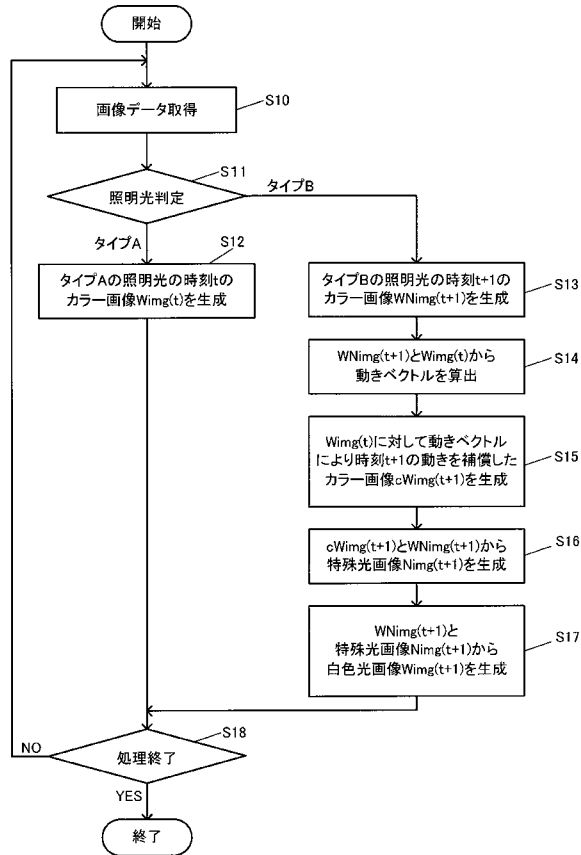 開始
画像データ取得
S10
照明光判定
S11
タイプB
タイプA
S12
タイプAの照明光の時刻tの
カラー画像Wimg(t)を生成
タイプBの照明光の時刻t+1の
カラー画像WNimg(t+1)を生成
S13
WNimg(t+1)とWimg(t)から
動きベクトルを算出
S14
Wimg(t)に対して動きベクトル
により時刻t+1の動きを補償した
カラー画像cWimg(t+1)を生成
S15
cWimg(t+1)とWNimg(t+1)から
特殊光画像Nimg(t+1)を生成
S16
WNimg(t+1)と
特殊光画像Nimg(t+1)から
白色光画像Wimg(t+1)を生成
S17
処理終了
S18
NO
YES
終了